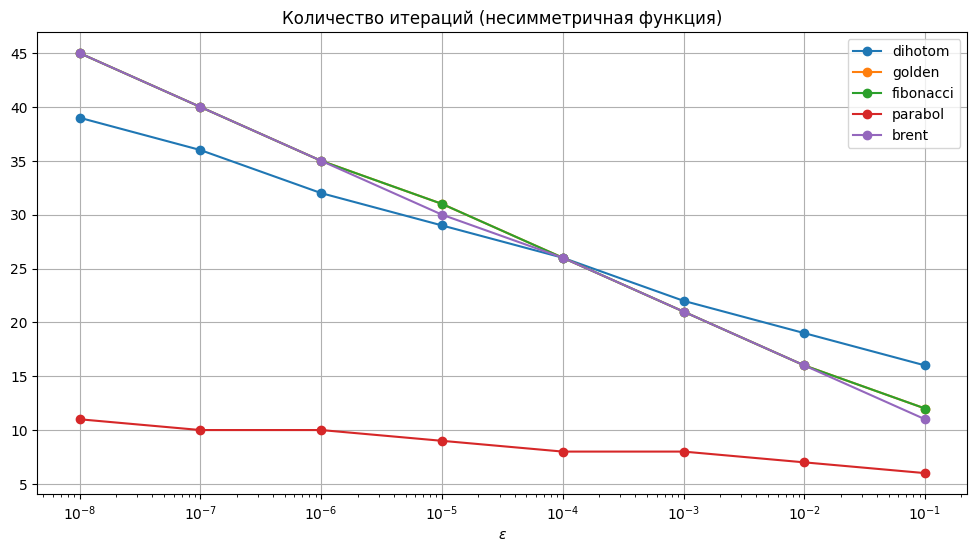 Количество итераций (несимметричная функция)
dihotom
golden
fibonacci
parabol
brent
45
40
35
30
25
20
15
10
5
10⁻⁸ 10⁻⁷ 10⁻⁶ 10⁻⁵ 10⁻⁴ 10⁻³ 10⁻² 10⁻¹
ε